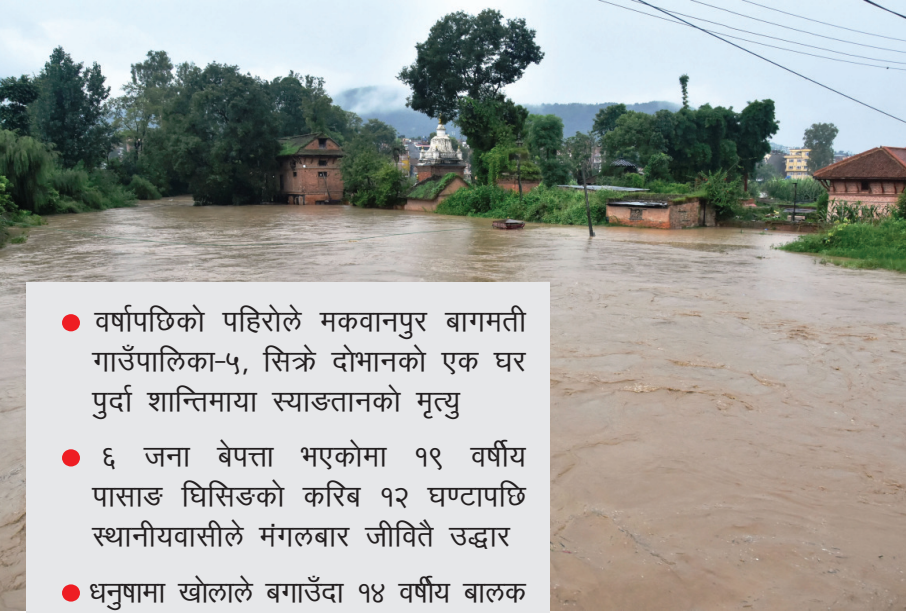 ● वर्षापछिको पहिरोले मकवानपुर बागमती
गाउँपालिका–५, सिक्रे दोभानको एक घर
पुर्दा शान्तिमाया स्याङतानको मृत्यु
● ६ जना बेपत्ता भएकोमा १९ वर्षीय
पासाङ घिसिङको करिब १२ घण्टापछि
स्थानीयवासीले मंगलबार जीवितै उद्धार
● धनुषामा खोलाले बगाउँदा १४ वर्षीय बालक